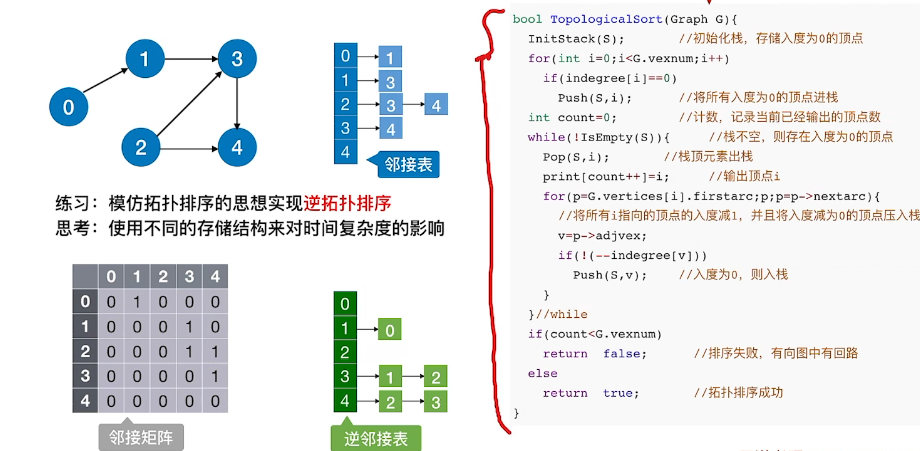 1
3
0
2
4
0 1
1 3
2 3 4
3 4
4
邻接表
练习：模仿拓扑排序的思想实现逆拓扑排序
思考：使用不同的存储结构来对时间复杂度的影响
0 1 2 3 4
0 0 1 0 0 0
1 0 0 0 1 0
2 0 0 0 1 1
3 0 0 0 0 1
4 0 0 0 0 0
邻接矩阵
0
1 0
2
3 1 2
4 2 3
逆邻接表
bool TopologicalSort(Graph G){
InitStack(S); //初始化栈，存储入度为0的顶点
for(int i=0;i<G.vexnum;i++)
if(indegree[i]==0)
Push(S,i); //将所有入度为0的顶点进栈
int count=0; //计数，记录当前已经输出的顶点数
while(!IsEmpty(S)){ //栈不空，则存在入度为0的顶点
Pop(S,i); //栈顶元素出栈
print[count++]=i; //输出顶点i
for(p=G.vertices[i].firstarc;p;p=p->nextarc){
//将所有i指向的顶点的入度减1，并且将入度减为0的顶点压入栈
v=p->adjvex;
if(!(--indegree[v]))
Push(S,v); //入度为0，则入栈
}
}//while
if(count<G.vexnum)
return false; //排序失败，有向图中有回路
else
return true; //拓扑排序成功
}